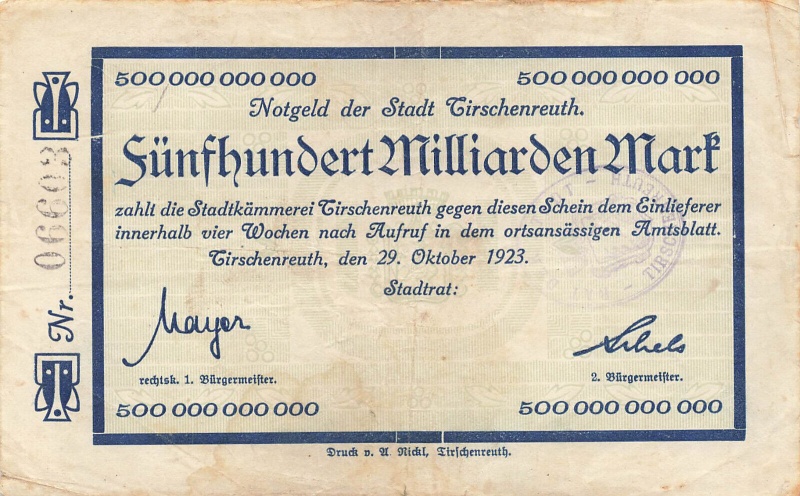 500 000 000 000 500 000 000 000
Notgeld der Stadt Tirschenreuth.
Fünfhundert Milliarden Mark
zahlt die Stadtkämmerei Tirschenreuth gegen diesen Schein dem Einlieferer
innerhalb vier Wochen nach Aufruf in dem ortsansässigen Amtsblatt.
Tirschenreuth, den 29. Oktober 1923.
Stadtrat:
Mayer
rechtsk. 1. Bürgermeister.
2. Bürgermeister.
500 000 000 000 500 000 000 000
Druck v. A. Nickl, Tirschenreuth.
Nr. 06603